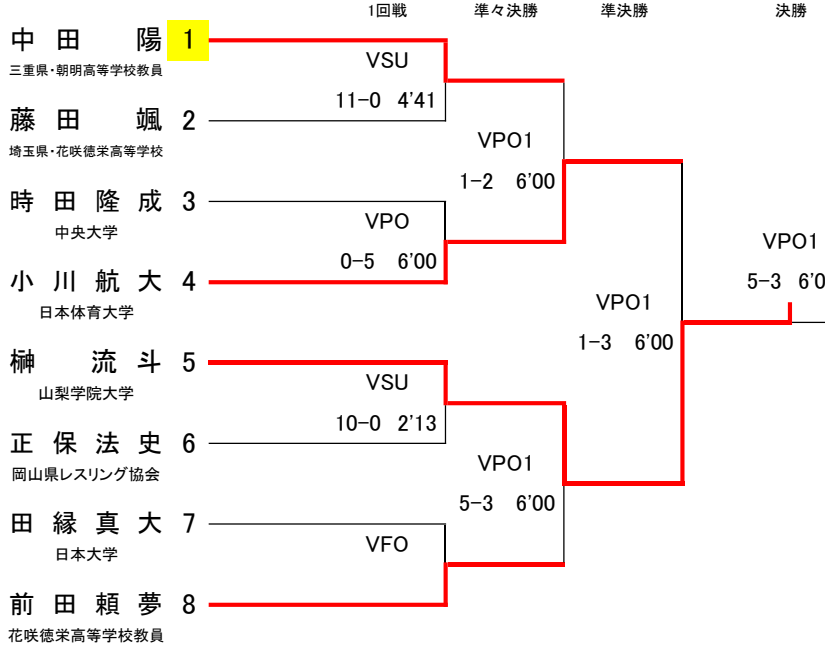 1回戦 準々決勝 準決勝 決勝
中田 陽 1
三重県・朝明高等学校教員
VSU
11-0 4'41
藤田 颯 2
埼玉県・花咲徳栄高等学校
VPO1
1-2 6'00
時田隆成 3
中央大学
VPO
0-5 6'00
小川航大 4
日本体育大学
VPO1
1-3 6'00
VPO1
5-3 6'0
榊 流斗 5
山梨学院大学
VSU
10-0 2'13
正保法史 6
岡山県レスリング協会
VPO1
5-3 6'00
田縁真大 7
日本大学
VFO
前田頼夢 8
花咲徳栄高等学校教員